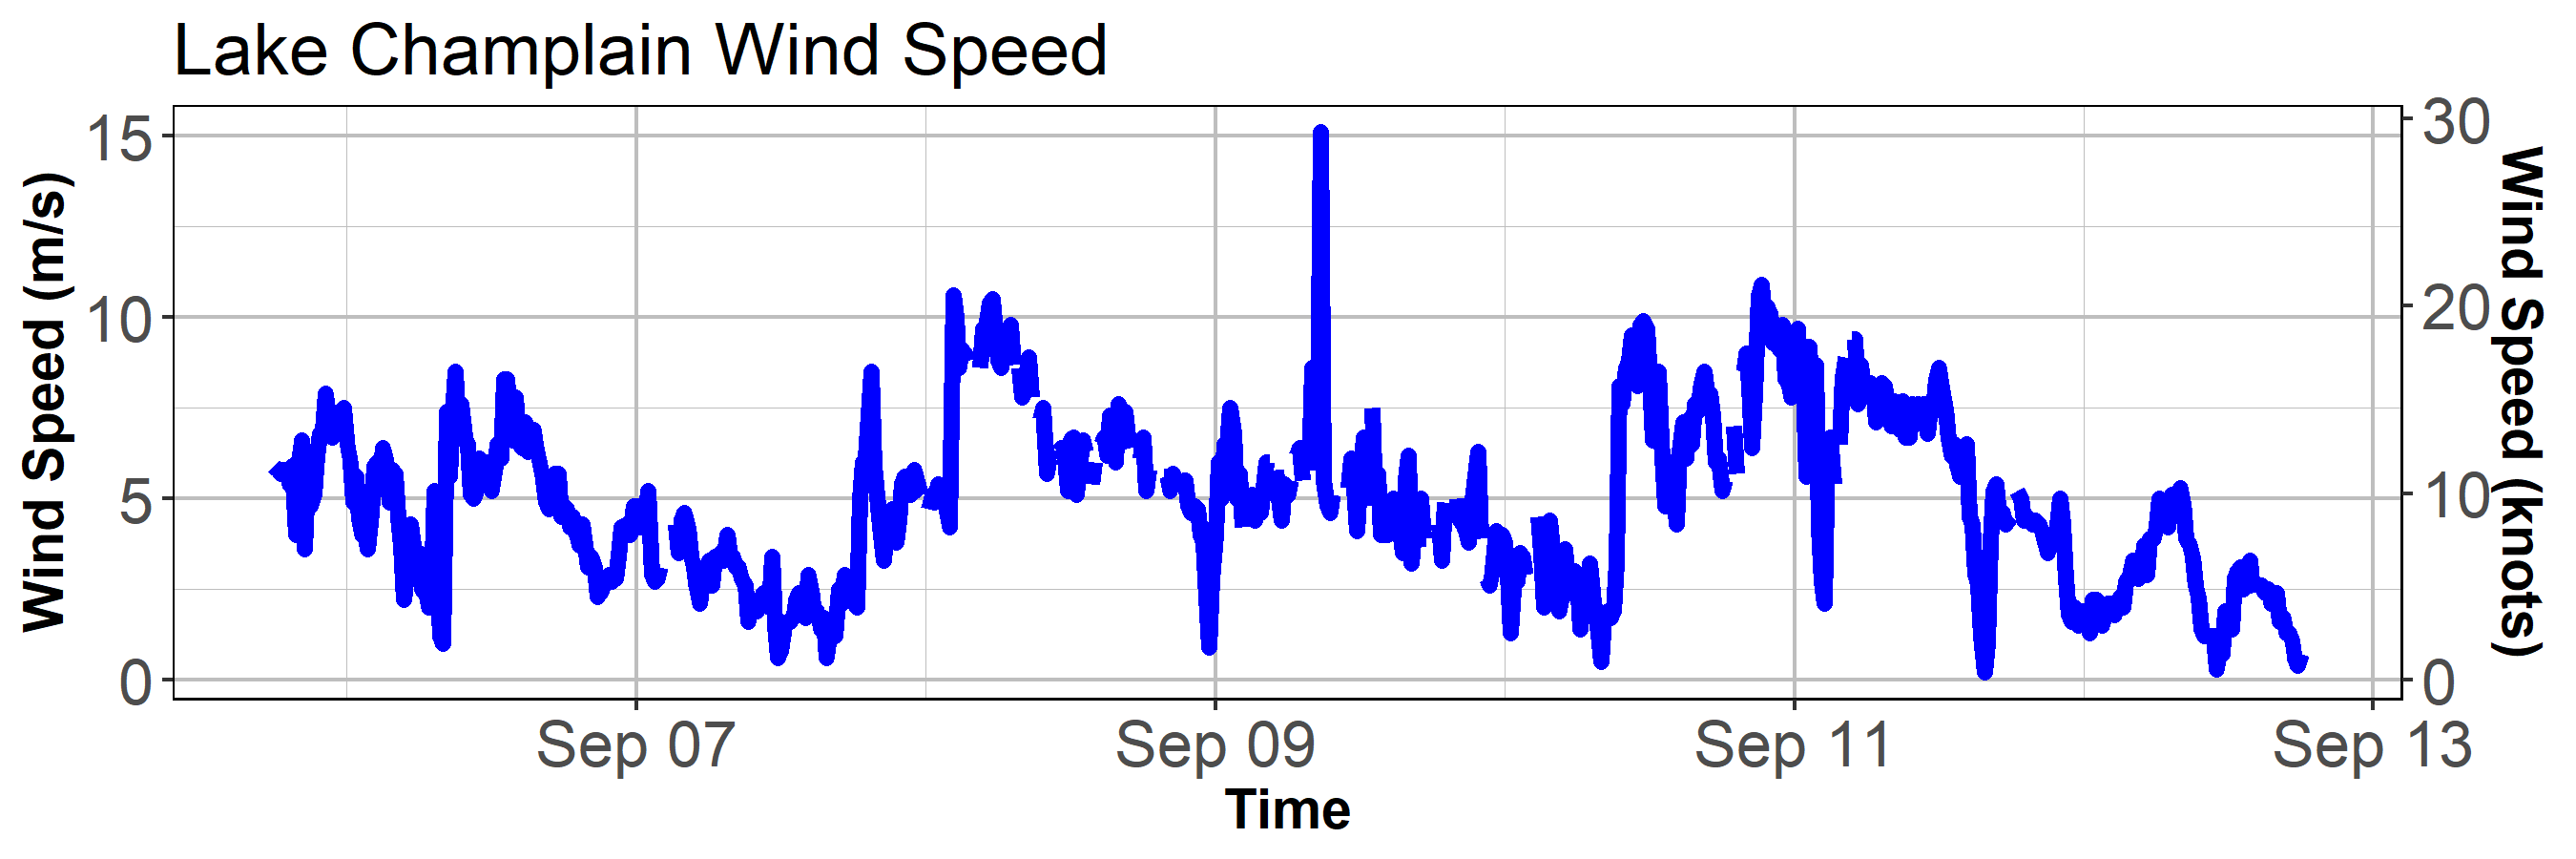 Lake Champlain Wind Speed
15
10
5
0
Wind Speed (m/s)
30
20
10
0
Wind Speed (knots)
Sep 07
Sep 09
Sep 11
Sep 13
Time